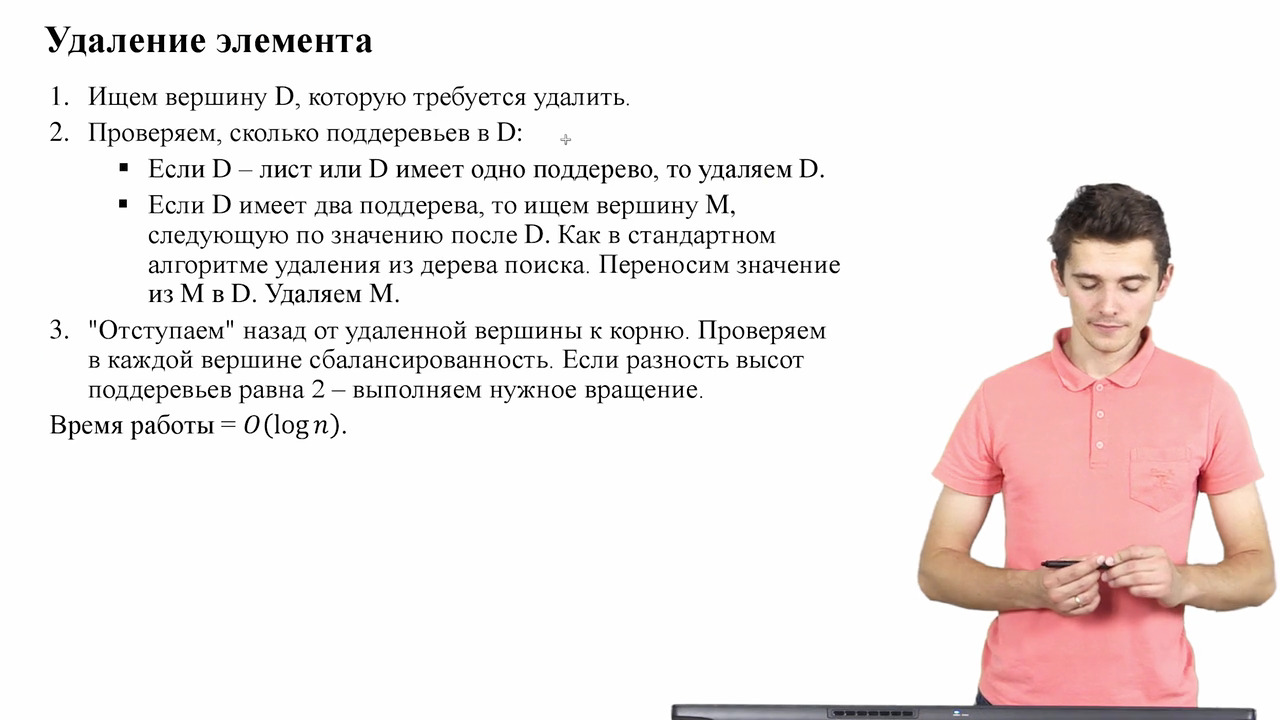 Удаление элемента
1. Ищем вершину D, которую требуется удалить.
2. Проверяем, сколько поддеревьев в D:
▪ Если D – лист или D имеет одно поддерево, то удаляем D.
▪ Если D имеет два поддерева, то ищем вершину M,
следующую по значению после D. Как в стандартном
алгоритме удаления из дерева поиска. Переносим значение
из M в D. Удаляем M.
3. "Отступаем" назад от удаленной вершины к корню. Проверяем
в каждой вершине сбалансированность. Если разность высот
поддеревьев равна 2 – выполняем нужное вращение.
Время работы = O(log n).